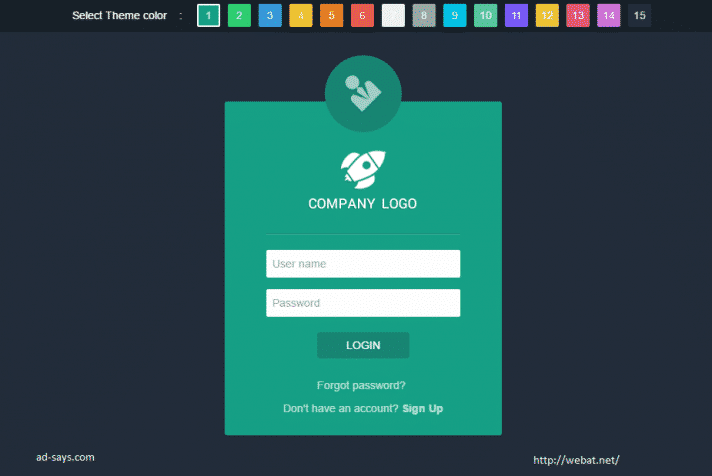 Select Theme color : 1 2 3 4 5 6 7 8 9 10 11 12 13 14 15
COMPANY LOGO
User name
Password
LOGIN
Forgot password?
Don't have an account? Sign Up
ad-says.com
http://webat.net/